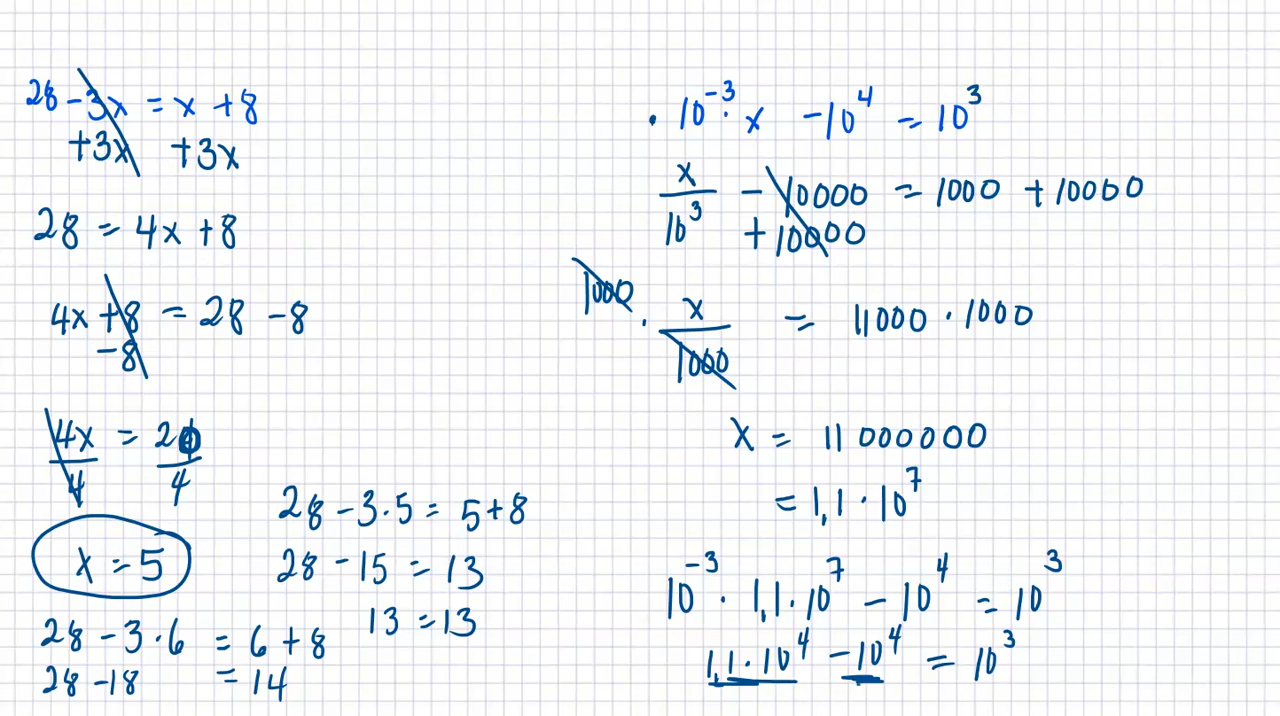 28 - 3x = x + 8
+3x +3x
28 = 4x + 8
4x + 8 = 28 - 8
- 8
4x = 20
4 4
x = 5
28 - 3 · 6 = 6 + 8
28 - 18 = 14
28 - 3 · 5 = 5 + 8
28 - 15 = 13
13 = 13
· 10⁻³ · x - 10⁴ = 10³
x/10³ - 10000 = 1000 + 10000
+ 10000
1000 · x/1000 = 11000 · 1000
x = 11 000000
= 1,1 · 10⁷
10⁻³ · 1,1 · 10⁷ - 10⁴ = 10³
1,1 · 10⁴ - 10⁴ = 10³